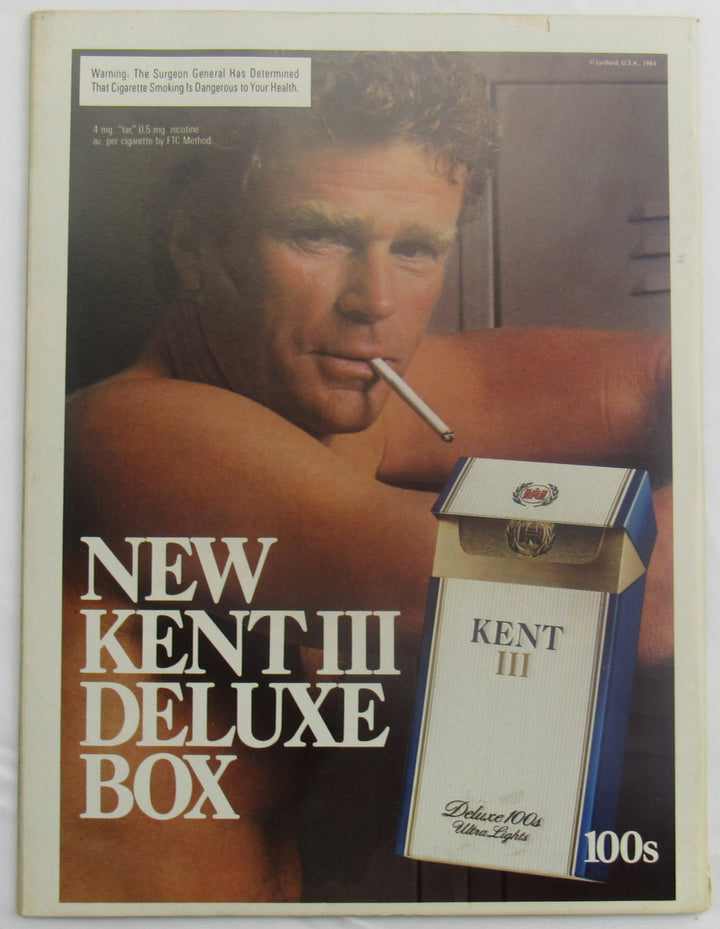 Warning: The Surgeon General Has Determined
That Cigarette Smoking Is Dangerous to Your Health.
© Lorillard, U.S.A., 1984
4 mg. "tar," 0.5 mg. nicotine
av. per cigarette by FTC Method.
NEW
KENT III
DELUXE
BOX
KENT
III
Deluxe 100s
Ultra Lights
100s